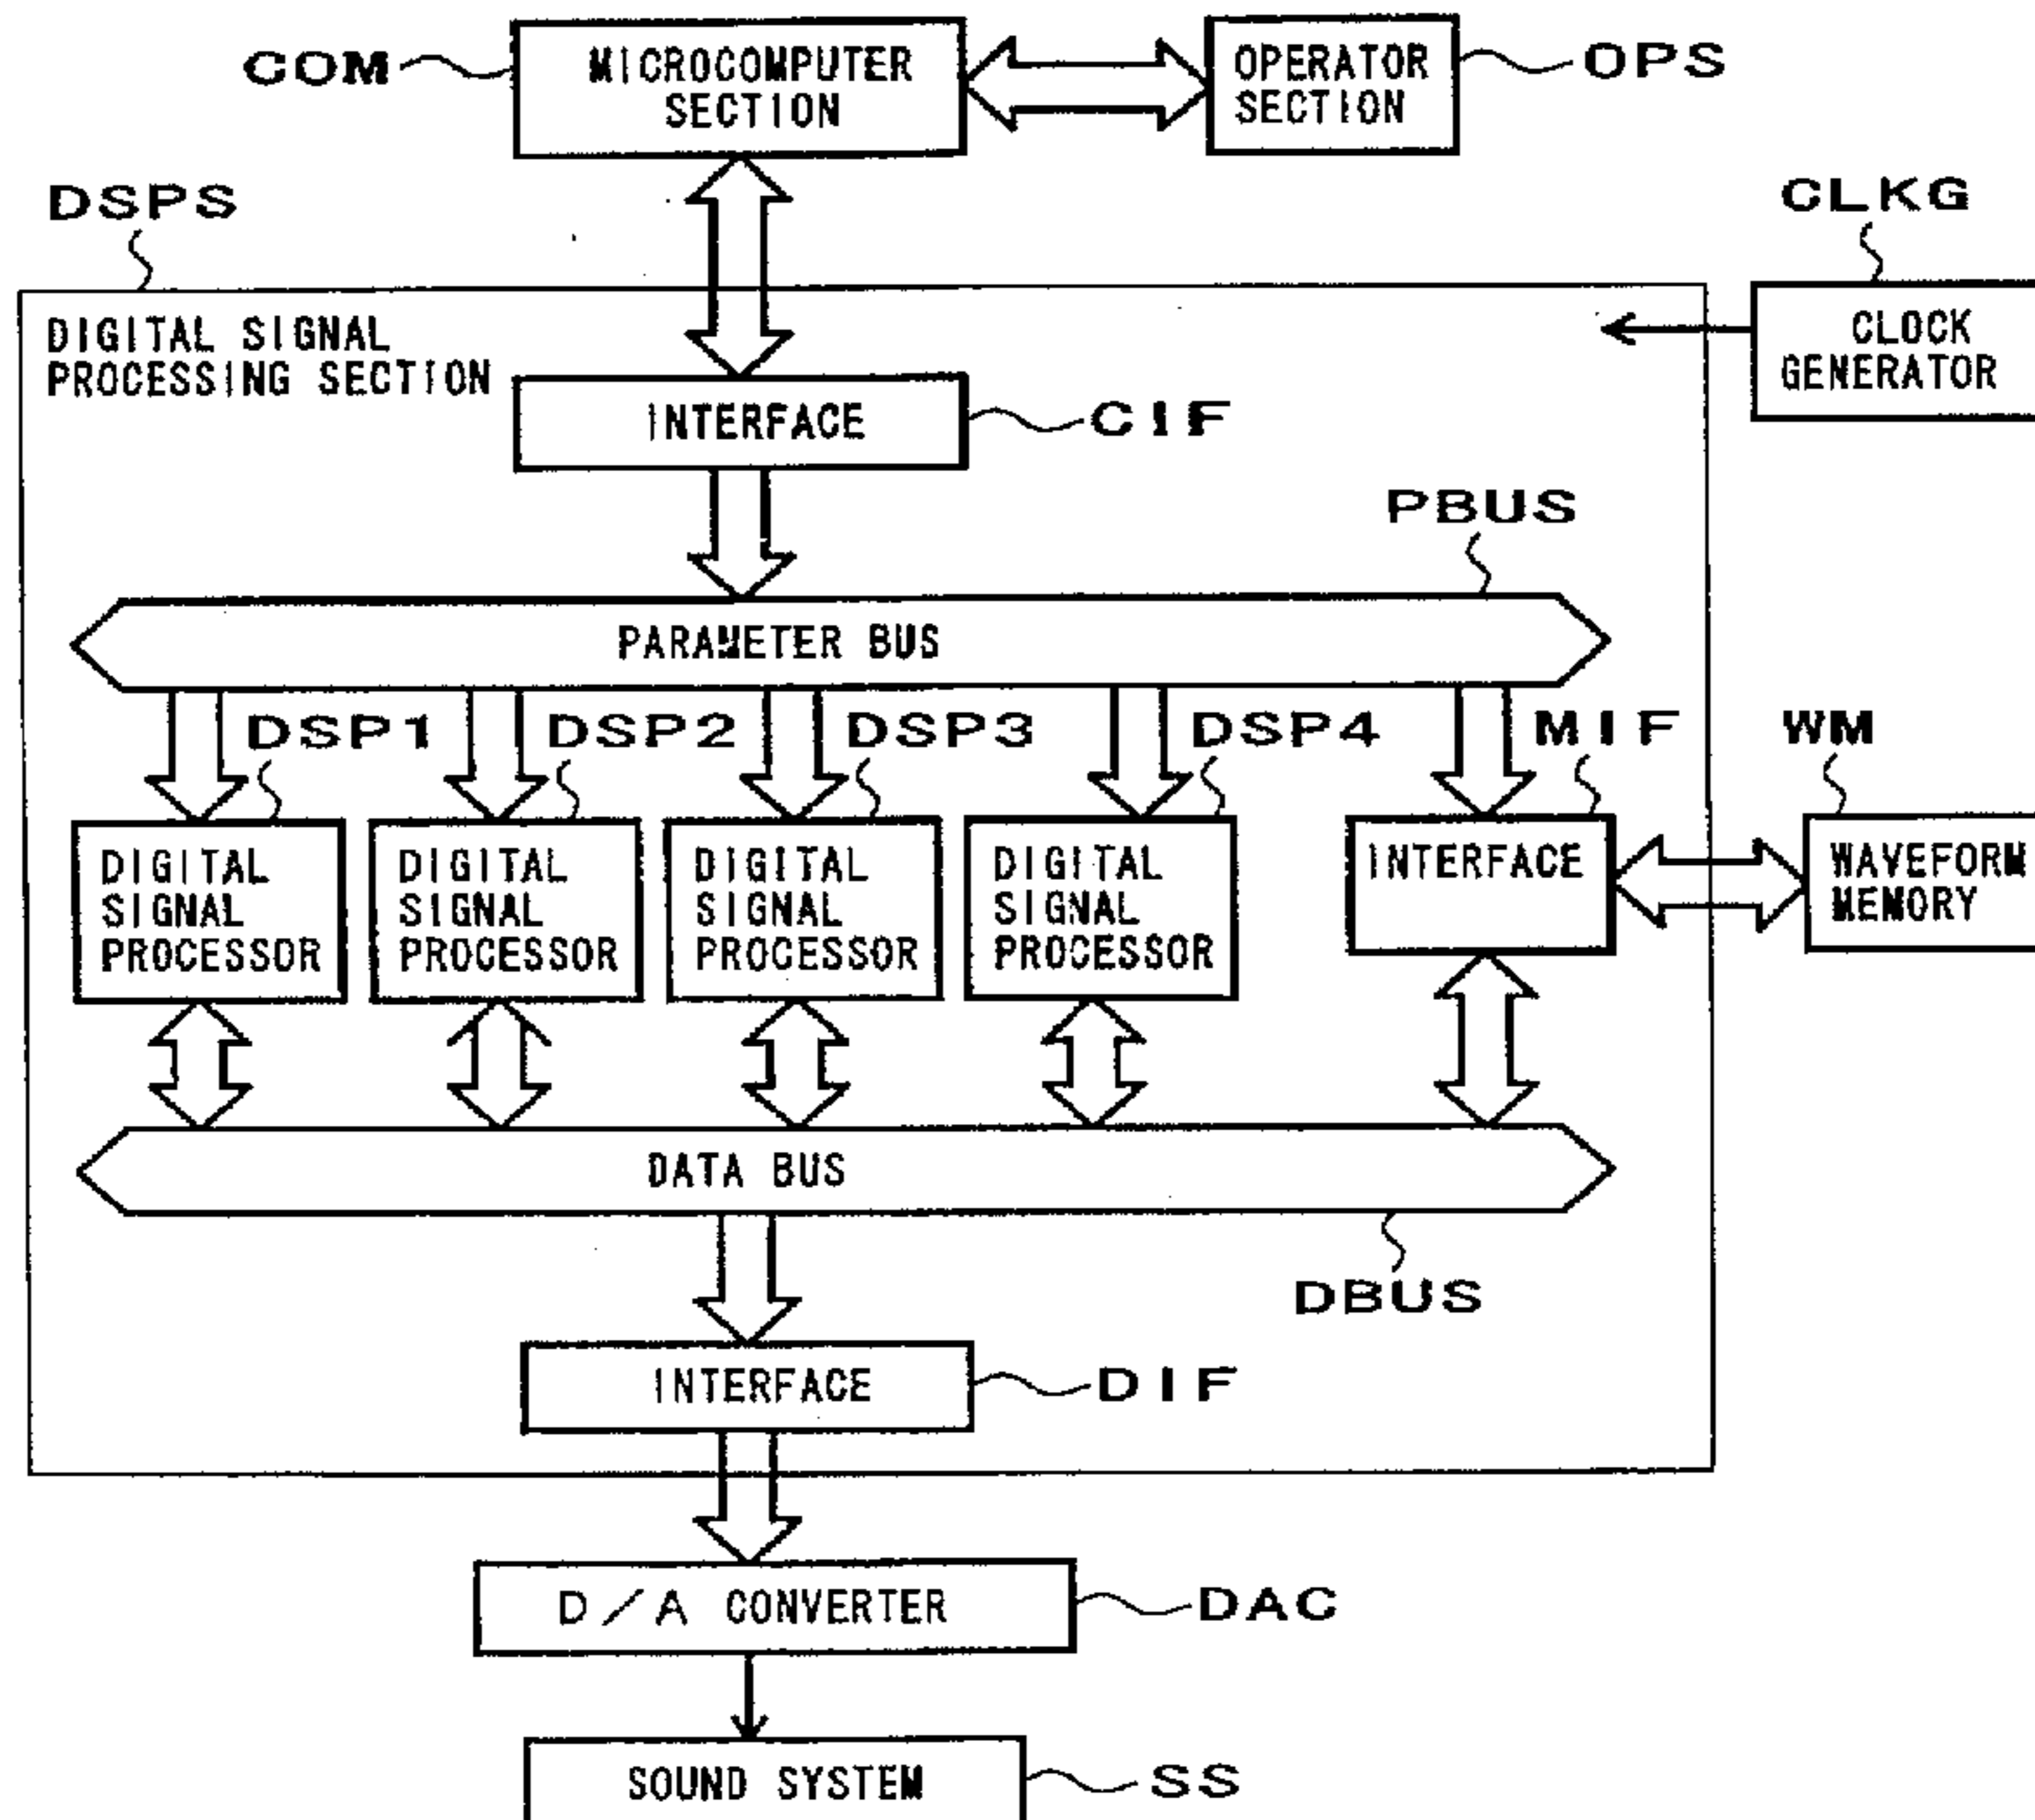 COM
MICROCOMPUTER
SECTION
OPERATOR
SECTION
OPS
DSPS
CLKG
DIGITAL SIGNAL
PROCESSING SECTION
CLOCK
GENERATOR
INTERFACE
CIF
PBUS
PARAMETER BUS
DSP1
DSP2
DSP3
DSP4
MIF
WM
DIGITAL
SIGNAL
PROCESSOR
DIGITAL
SIGNAL
PROCESSOR
DIGITAL
SIGNAL
PROCESSOR
DIGITAL
SIGNAL
PROCESSOR
INTERFACE
WAVEFORM
MEMORY
DATA BUS
DBUS
INTERFACE
DIF
D/A CONVERTER
DAC
SOUND SYSTEM
SS